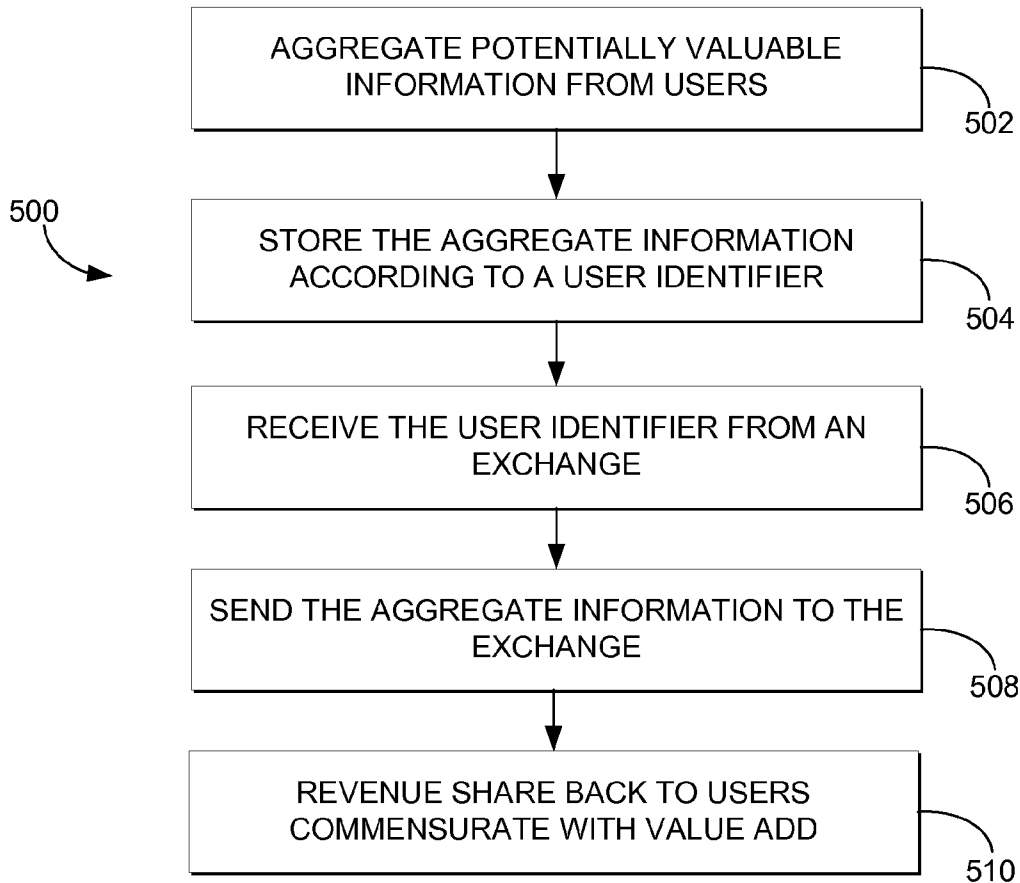 AGGREGATE POTENTIALLY VALUABLE
INFORMATION FROM USERS
502
500
STORE THE AGGREGATE INFORMATION
ACCORDING TO A USER IDENTIFIER
504
RECEIVE THE USER IDENTIFIER FROM AN
EXCHANGE
506
SEND THE AGGREGATE INFORMATION TO THE
EXCHANGE
508
REVENUE SHARE BACK TO USERS
COMMENSURATE WITH VALUE ADD
510